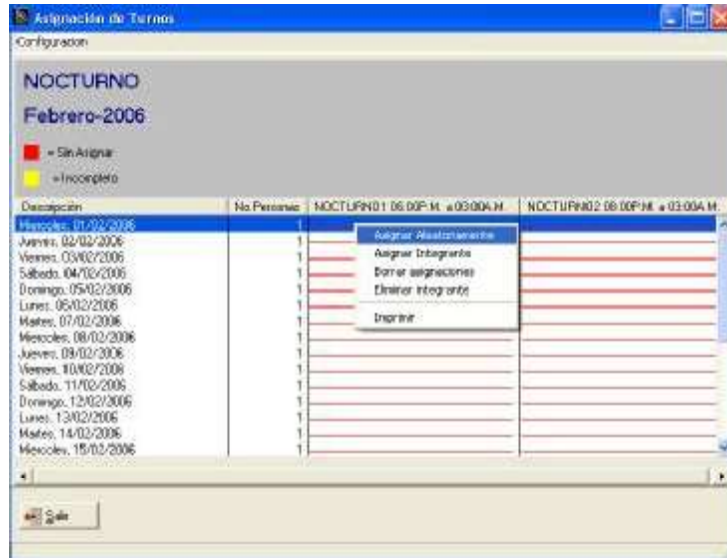 Asignación de Turnos
Configuracion
NOCTURNO
Febrero-2006
= Sin Asignar
= Incompleto
Descripción No.Personas NOCTURNO1 06:00P.M. a 03:00A.M. NOCTURNO2 08:00P.M. a 03:00A.M.
Miercoles, 01/02/2006 1
Jueves, 02/02/2006 1
Viernes, 03/02/2006 1
Sábado, 04/02/2006 1
Domingo, 05/02/2006 1
Lunes, 06/02/2006 1
Martes, 07/02/2006 1
Miercoles, 08/02/2006 1
Jueves, 09/02/2006 1
Viernes, 10/02/2006 1
Sábado, 11/02/2006 1
Domingo, 12/02/2006 1
Lunes, 13/02/2006 1
Martes, 14/02/2006 1
Miercoles, 15/02/2006 1
Asignar Aleatoriamente
Asignar Integrante
Borrar asignaciones
Eliminar integrante
Imprimir
Salir